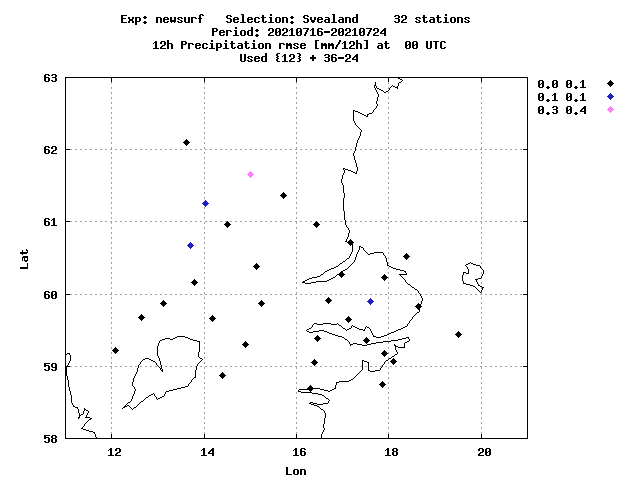 Exp: newsurf   Selection: Svealand     32 stations
Period: 20210716-20210724
12h Precipitation rmse [mm/12h] at  00 UTC
Used {12} + 36-24
0.0 0.1
0.1 0.1
0.3 0.4
63
62
61
60
59
58
Lat
12 14 16 18 20
Lon